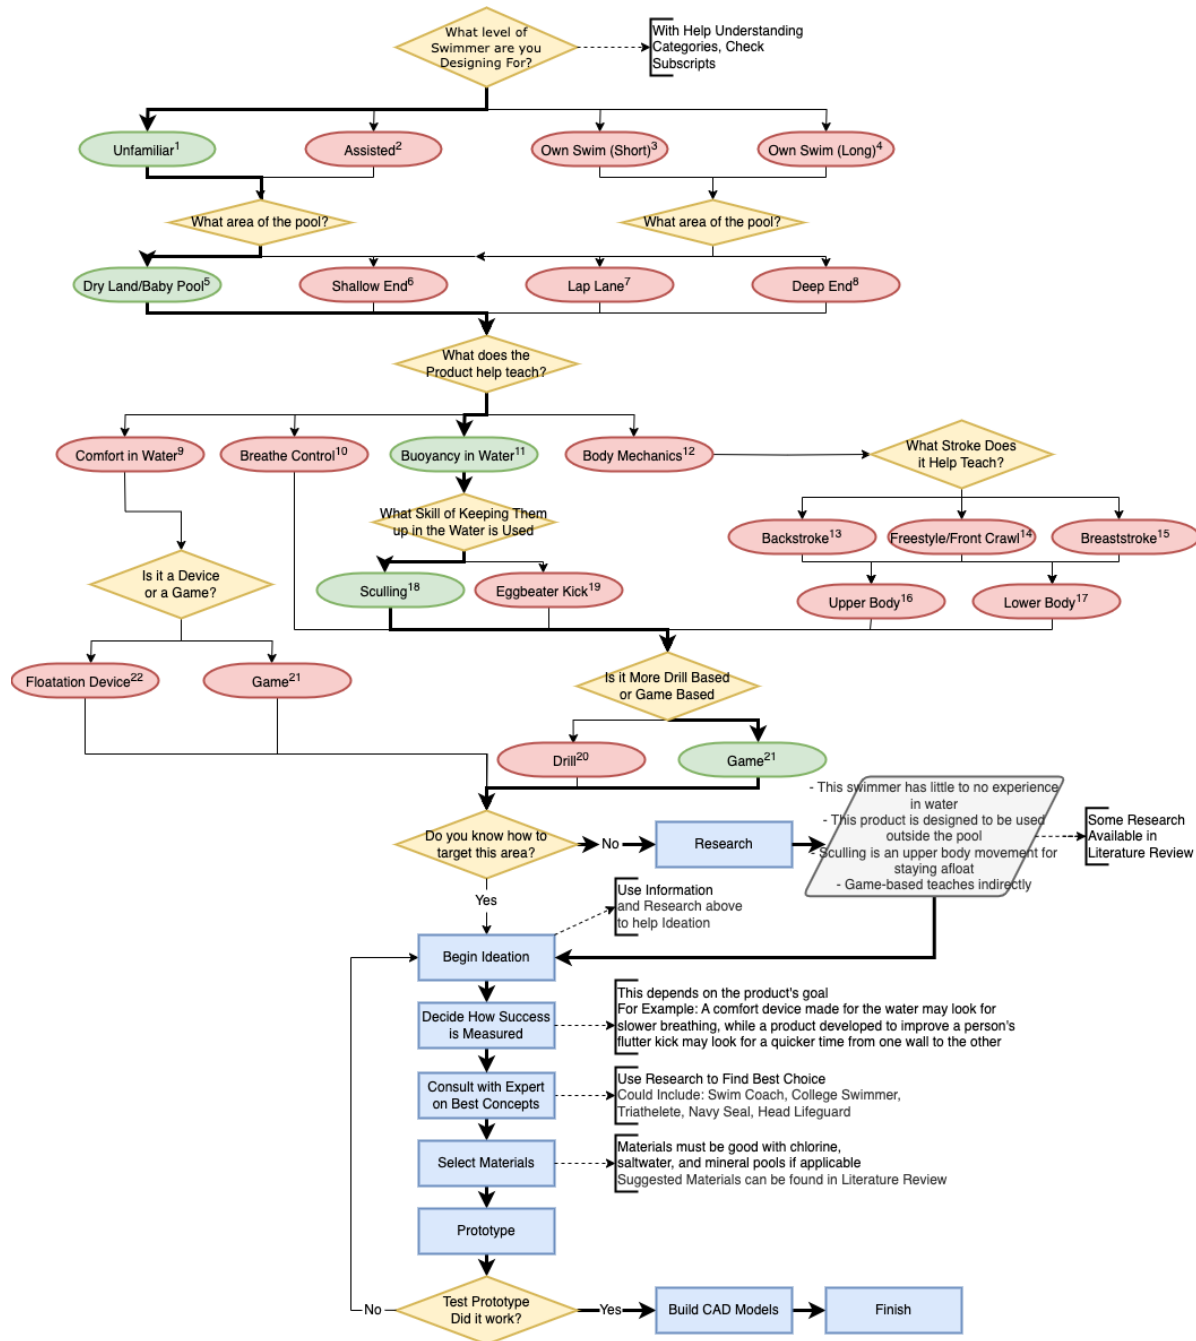 What level of
Swimmer are you
Designing For?
With Help Understanding
Categories, Check
Subscripts
Unfamiliar1
Assisted2
Own Swim (Short)3
Own Swim (Long)4
What area of the pool?
What area of the pool?
Dry Land/Baby Pool5
Shallow End6
Lap Lane7
Deep End8
What does the
Product help teach?
Comfort in Water9
Breathe Control10
Buoyancy in Water11
Body Mechanics12
What Stroke Does
it Help Teach?
What Skill of Keeping Them
up in the Water is Used
Backstroke13
Freestyle/Front Crawl14
Breaststroke15
Is it a Device
or a Game?
Sculling18
Eggbeater Kick19
Upper Body16
Lower Body17
Floatation Device22
Game21
Is it More Drill Based
or Game Based
Drill20
Game21
Do you know how to
target this area?
No
Research
- This swimmer has little to no experience
in water
- This product is designed to be used
outside the pool
- Sculling is an upper body movement for
staying afloat
- Game-based teaches indirectly
Some Research
Available in
Literature Review
Yes
Use Information
and Research above
to help Ideation
Begin Ideation
Decide How Success
is Measured
This depends on the product's goal
For Example: A comfort device made for the water may look for
slower breathing, while a product developed to improve a person's
flutter kick may look for a quicker time from one wall to the other
Consult with Expert
on Best Concepts
Use Research to Find Best Choice
Could Include: Swim Coach, College Swimmer,
Triathelete, Navy Seal, Head Lifeguard
Select Materials
Materials must be good with chlorine,
saltwater, and mineral pools if applicable
Suggested Materials can be found in Literature Review
Prototype
Test Prototype
Did it work?
No
Yes
Build CAD Models
Finish